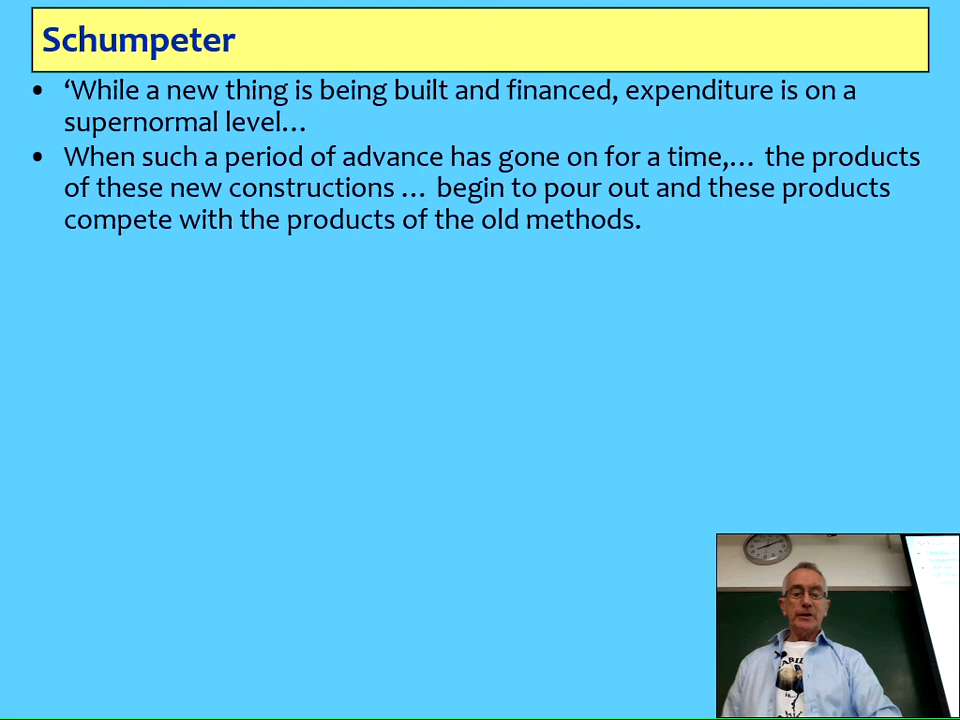 Schumpeter
• ‘While a new thing is being built and financed, expenditure is on a
supernormal level…
• When such a period of advance has gone on for a time,… the products
of these new constructions … begin to pour out and these products
compete with the products of the old methods.